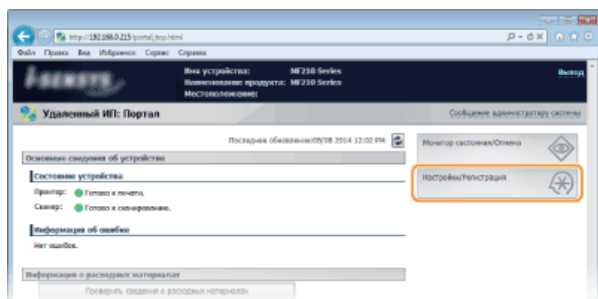 http://192.168.0.215/portal_top.html
Файл Правка Вид Избранное Сервис Справка
Имя устройства: MF210 Series
Наименование продукта: MF210 Series
Местоположение:
Выход
Удаленный ИП: Портал
Сообщение администратору системы
Последнее обновление:09/08 2014 12:02 PM
Монитор состояния/Отмена
Основные сведения об устройстве
Настройки/Регистрация
Состояние устройства
Принтер: Готово к печати.
Сканер: Готово к сканированию.
Информация об ошибке
Нет ошибок.
Информация о расходных материалах
Проверить сведения о расходных материалах